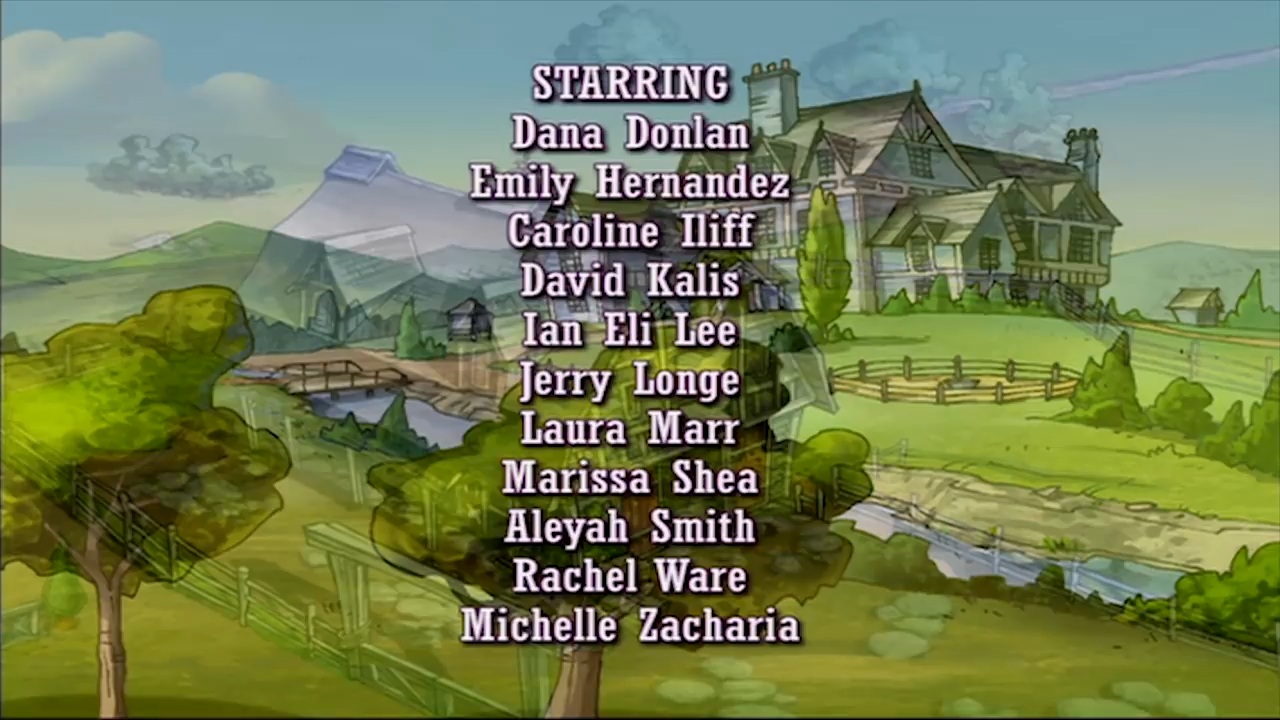 STARRING
Dana Donlan
Emily Hernandez
Caroline Iliff
David Kalis
Ian Eli Lee
Jerry Longe
Laura Marr
Marissa Shea
Aleyah Smith
Rachel Ware
Michelle Zacharia